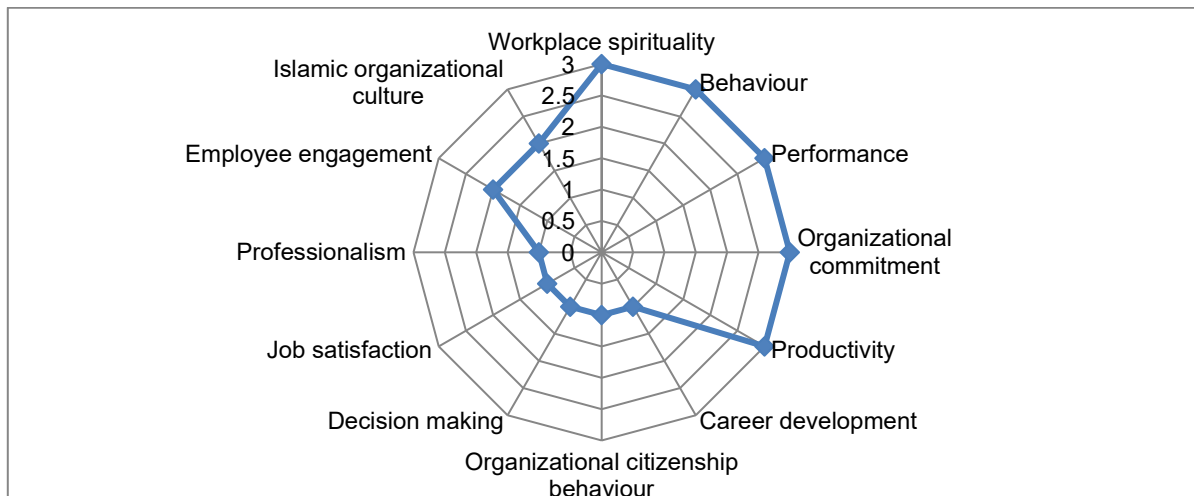 Workplace spirituality
Islamic organizational
culture
Behaviour
Employee engagement
Performance
Professionalism
Organizational
commitment
Job satisfaction
Productivity
Decision making
Career development
Organizational citizenship
behaviour
3
2.5
2
1.5
1
0.5
0